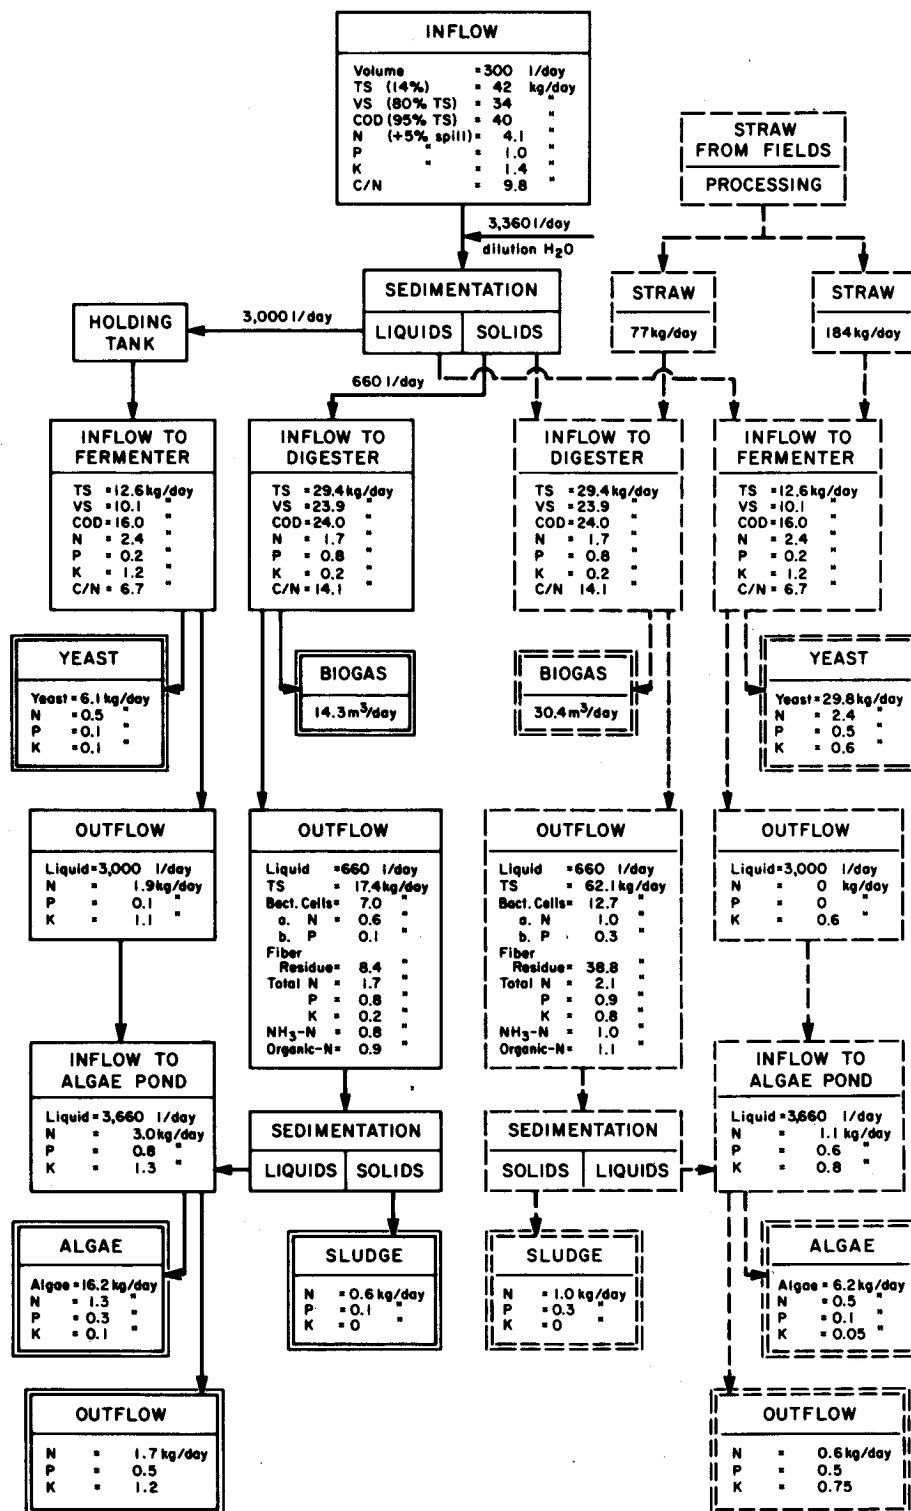 INFLOW
Volume = 300 l/day
TS (14%) = 42 kg/day
VS (80% TS) = 34 "
COD (95% TS) = 40 "
N (+5% spill) = 4.1 "
P " = 1.0 "
K = 1.4 "
C/N = 9.8 "
STRAW
FROM FIELDS
PROCESSING
3,360 l/day
dilution H2O
SEDIMENTATION
LIQUIDS SOLIDS
3,000 l/day
HOLDING
TANK
STRAW
77 kg/day
STRAW
184 kg/day
660 l/day
INFLOW TO
FERMENTER
TS = 12.6 kg/day
VS = 10.1 "
COD = 16.0 "
N = 2.4 "
P = 0.2 "
K = 1.2 "
C/N = 6.7 "
INFLOW TO
DIGESTER
TS = 29.4 kg/day
VS = 23.9 "
COD = 24.0 "
N = 1.7 "
P = 0.8 "
K = 0.2 "
C/N = 14.1 "
INFLOW TO
DIGESTER
TS = 29.4 kg/day
VS = 23.9 "
COD = 24.0 "
N = 1.7 "
P = 0.8 "
K = 0.2 "
C/N 14.1 "
INFLOW TO
FERMENTER
TS = 12.6 kg/day
VS = 10.1 "
COD = 16.0 "
N = 2.4 "
P = 0.2 "
K = 1.2 "
C/N = 6.7 "
YEAST
Yeast = 6.1 kg/day
N = 0.5 "
P = 0.1 "
K = 0.1 "
BIOGAS
14.3 m3/day
BIOGAS
30.4 m3/day
YEAST
Yeast = 29.8 kg/day
N = 2.4 "
P = 0.5 "
K = 0.6 "
OUTFLOW
Liquid = 3,000 l/day
N = 1.9 kg/day
P = 0.1 "
K = 1.1 "
OUTFLOW
Liquid = 660 l/day
TS = 17.4 kg/day
Bact. Cells = 7.0 "
a. N = 0.6 "
b. P = 0.1 "
Fiber
Residue = 8.4 "
Total N = 1.7 "
P = 0.8 "
K = 0.2 "
NH3-N = 0.8 "
Organic-N = 0.9 "
OUTFLOW
Liquid = 660 l/day
TS = 62.1 kg/day
Bact. Cells = 12.7 "
a. N 1.0 "
b. P 0.3 "
Fiber
Residue = 38.8 "
Total N = 2.1 "
P = 0.9 "
K = 0.8 "
NH3-N = 1.0 "
Organic-N = 1.1 "
OUTFLOW
Liquid = 3,000 l/day
N = 0 kg/day
P = 0 "
K = 0.6 "
INFLOW TO
ALGAE POND
Liquid = 3,660 l/day
N = 3.0 kg/day
P = 0.8 "
K = 1.3 "
SEDIMENTATION
LIQUIDS SOLIDS
SEDIMENTATION
SOLIDS LIQUIDS
INFLOW TO
ALGAE POND
Liquid = 3,660 l/day
N = 1.1 kg/day
P = 0.6 "
K = 0.8 "
ALGAE
Algae = 16.2 kg/day
N = 1.3 "
P = 0.3 "
K = 0.1 "
SLUDGE
N = 0.6 kg/day
P = 0.1 "
K = 0 "
SLUDGE
N = 1.0 kg/day
P = 0.3 "
K = 0 "
ALGAE
Algae = 6.2 kg/day
N = 0.5 "
P = 0.1 "
K = 0.05 "
OUTFLOW
N = 1.7 kg/day
P = 0.5
K = 1.2
OUTFLOW
N = 0.6 kg/day
P = 0.5
K = 0.75